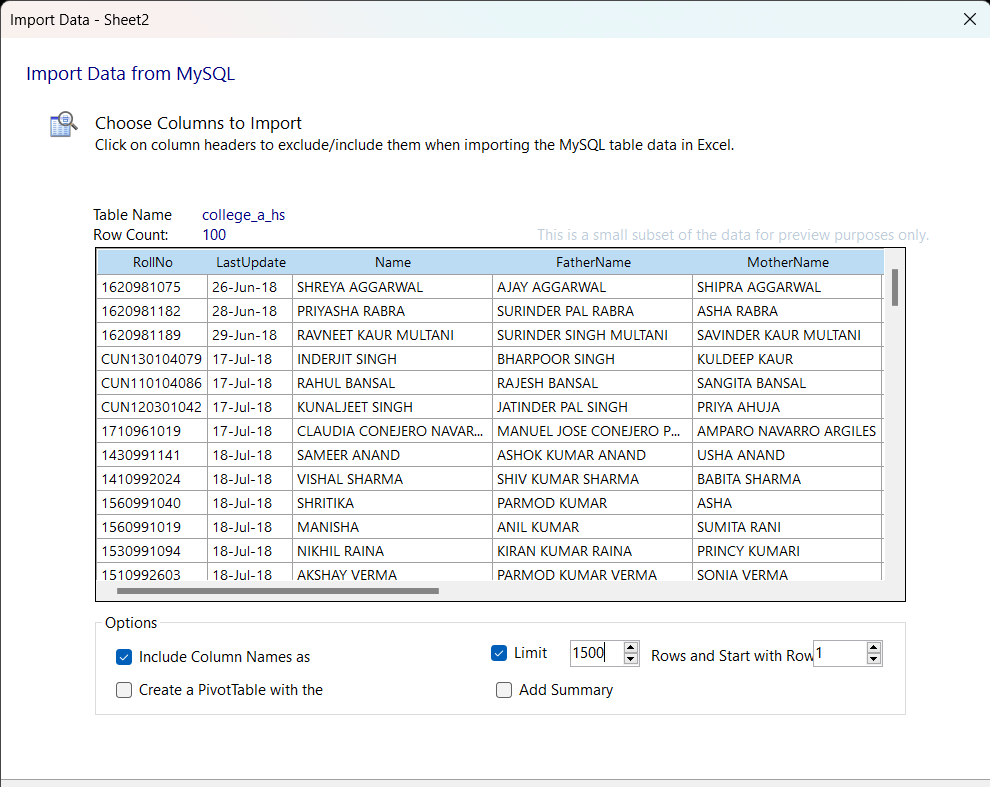 Import Data - Sheet2
Import Data from MySQL
Choose Columns to Import
Click on column headers to exclude/include them when importing the MySQL table data in Excel.
Table Name college_a_hs
Row Count: 100
This is a small subset of the data for preview purposes only.
RollNo LastUpdate Name FatherName MotherName
1620981075 26-Jun-18 SHREYA AGGARWAL AJAY AGGARWAL SHIPRA AGGARWAL
1620981182 28-Jun-18 PRIYASHA RABRA SURINDER PAL RABRA ASHA RABRA
1620981189 29-Jun-18 RAVNEET KAUR MULTANI SURINDER SINGH MULTANI SAVINDER KAUR MULTANI
CUN130104079 17-Jul-18 INDERJIT SINGH BHARPOOR SINGH KULDEEP KAUR
CUN110104086 17-Jul-18 RAHUL BANSAL RAJESH BANSAL SANGITA BANSAL
CUN120301042 17-Jul-18 KUNALJEET SINGH JATINDER PAL SINGH PRIYA AHUJA
1710961019 17-Jul-18 CLAUDIA CONEJERO NAVAR... MANUEL JOSE CONEJERO P... AMPARO NAVARRO ARGILES
1430991141 18-Jul-18 SAMEER ANAND ASHOK KUMAR ANAND USHA ANAND
1410992024 18-Jul-18 VISHAL SHARMA SHIV KUMAR SHARMA BABITA SHARMA
1560991040 18-Jul-18 SHRITIKA PARMOD KUMAR ASHA
1560991019 18-Jul-18 MANISHA ANIL KUMAR SUMITA RANI
1530991094 18-Jul-18 NIKHIL RAINA KIRAN KUMAR RAINA PRINCY KUMARI
1510992603 18-Jul-18 AKSHAY VERMA PARMOD KUMAR VERMA SONIA VERMA
Options
Include Column Names as Limit 1500 Rows and Start with Row 1
Create a PivotTable with the Add Summary